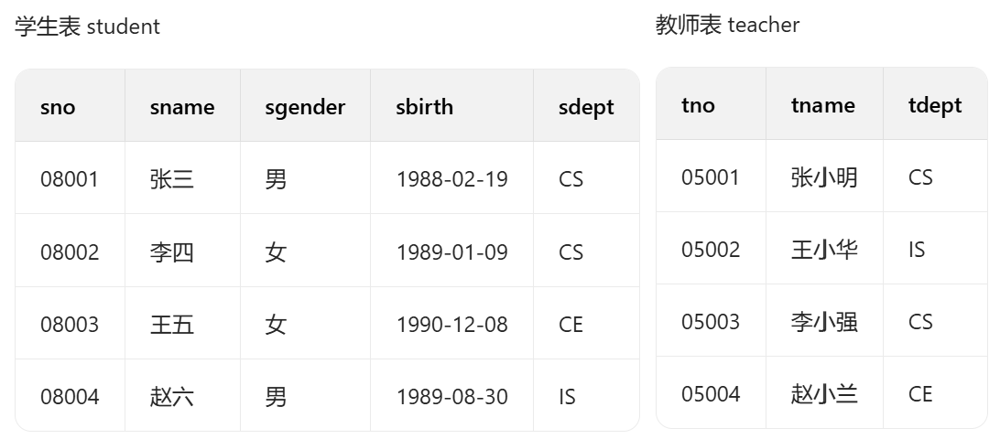 学生表 student
sno sname sgender sbirth sdept
08001 张三 男 1988-02-19 CS
08002 李四 女 1989-01-09 CS
08003 王五 女 1990-12-08 CE
08004 赵六 男 1989-08-30 IS
教师表 teacher
tno tname tdept
05001 张小明 CS
05002 王小华 IS
05003 李小强 CS
05004 赵小兰 CE